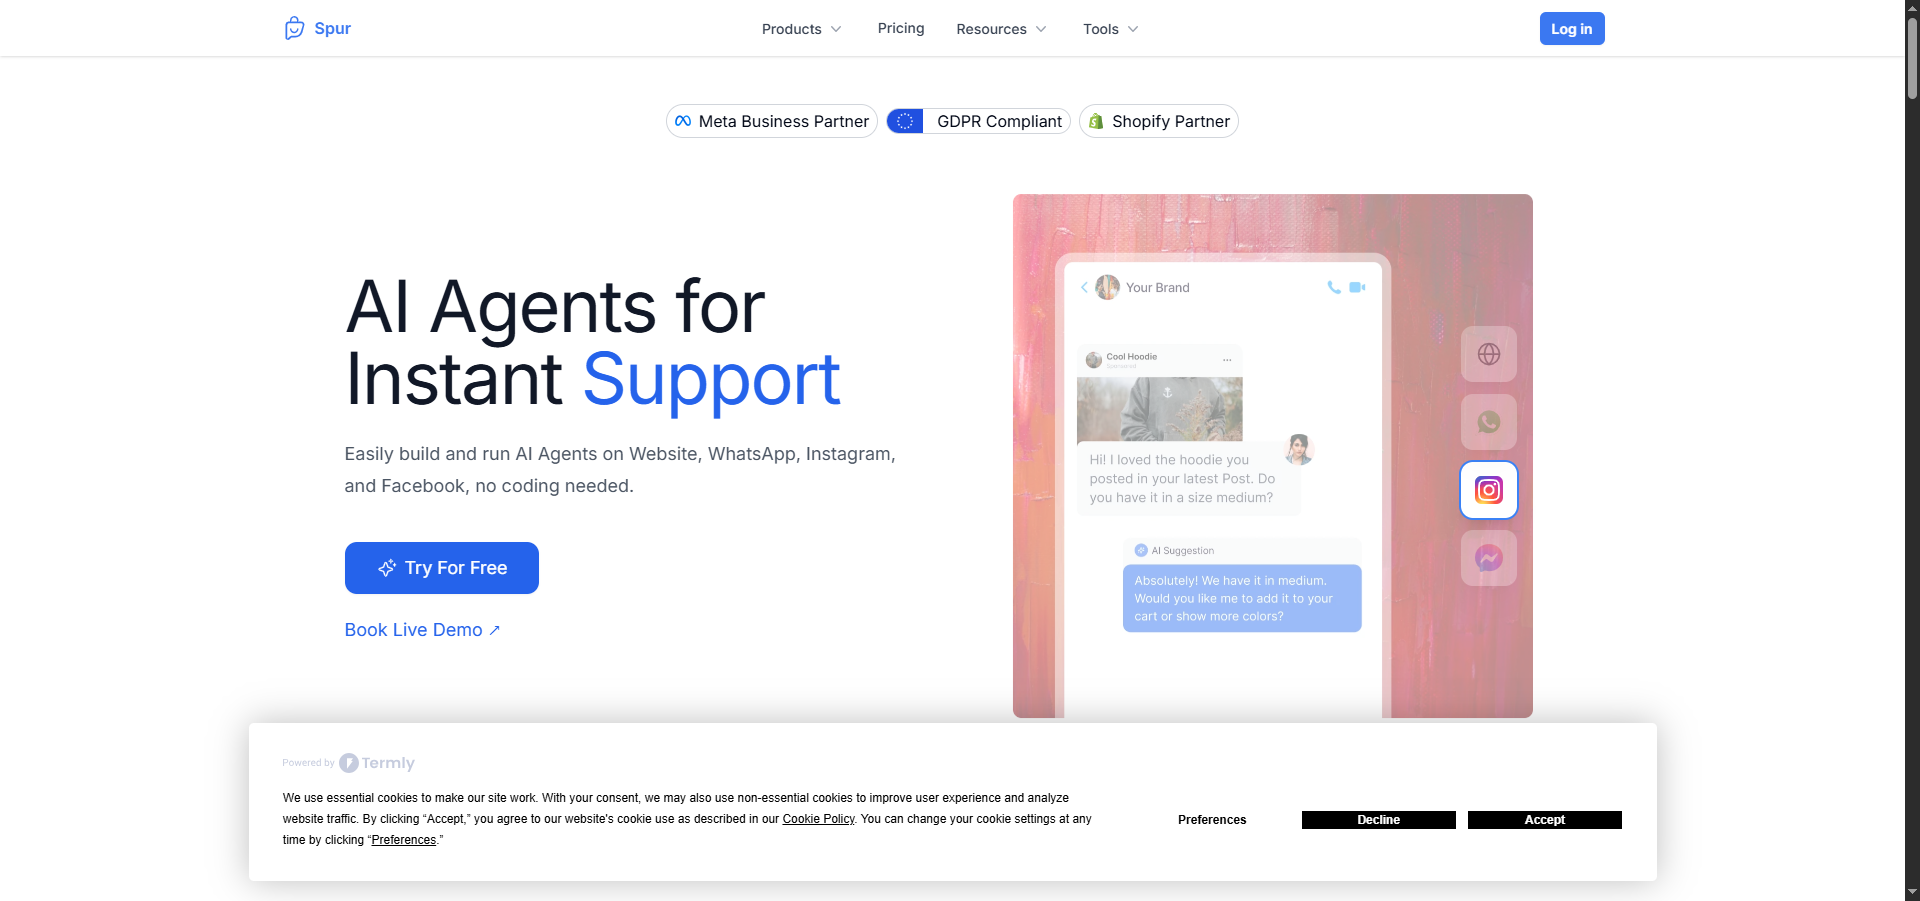 Spur
Products
Pricing
Resources
Tools
Log in
Meta Business Partner
GDPR Compliant
Shopify Partner
AI Agents for
Instant Support
Easily build and run AI Agents on Website, WhatsApp, Instagram,
and Facebook, no coding needed.
Try For Free
Book Live Demo ↗
Your Brand
Cool Hoodie
Sponsored
Hi! I loved the hoodie you
posted in your latest Post. Do
you have it in a size medium?
AI Suggestion
Absolutely! We have it in medium.
Would you like me to add it to your
cart or show more colors?
Powered by Termly
We use essential cookies to make our site work. With your consent, we may also use non-essential cookies to improve user experience and analyze
website traffic. By clicking “Accept,” you agree to our website's cookie use as described in our Cookie Policy. You can change your cookie settings at any
time by clicking “Preferences.”
Preferences
Decline
Accept